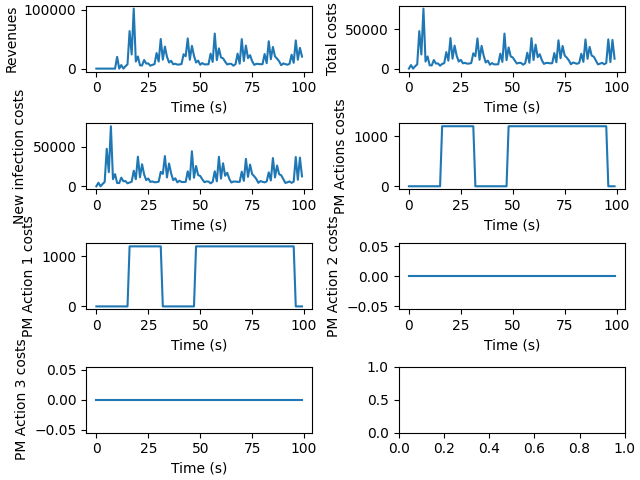 Revenues
100000
0
0 25 50 75 100
Time (s)
Total costs
50000
0
0 25 50 75 100
Time (s)
New infection costs
50000
0
0 25 50 75 100
Time (s)
PM Actions costs
1000
0
0 25 50 75 100
Time (s)
PM Action 1 costs
1000
0
0 25 50 75 100
Time (s)
PM Action 2 costs
0.05
0.00
−0.05
0 25 50 75 100
Time (s)
PM Action 3 costs
0.05
0.00
−0.05
0 25 50 75 100
Time (s)
1.0
0.5
0.0
0.0 0.2 0.4 0.6 0.8 1.0